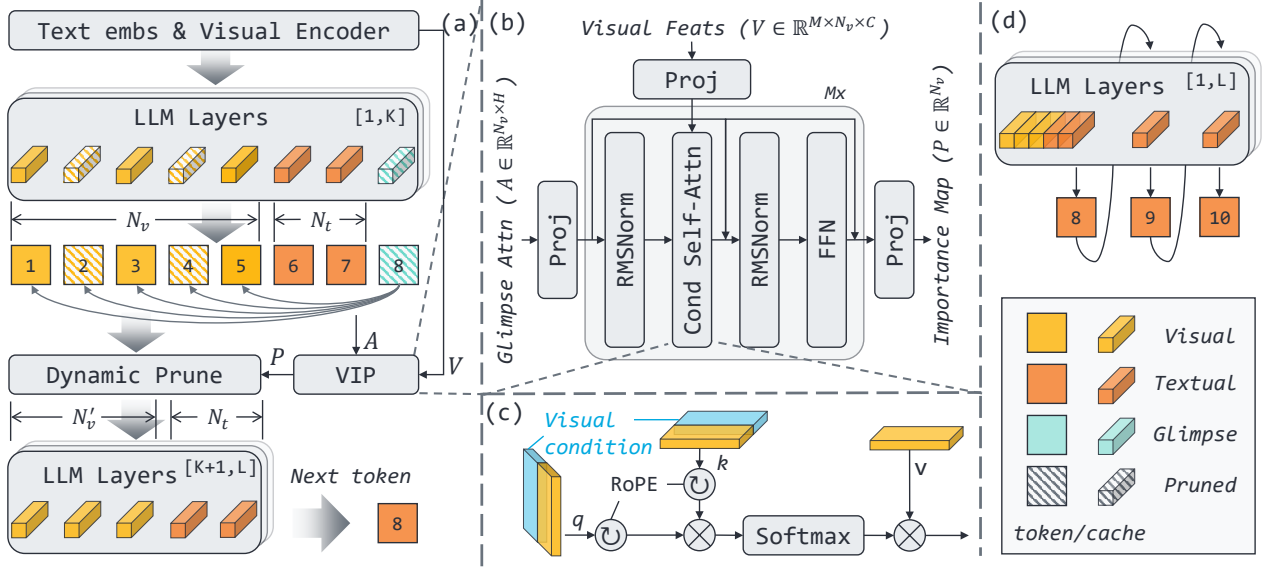 (a)
Text embs & Visual Encoder
LLM Layers
[1,K]
N_v
N_t
1
2
3
4
5
6
7
8
A
P
V
Dynamic Prune
VIP
N'_v
N_t
LLM Layers
[K+1,L]
Next token
8
(b)
Visual Feats (V ∈ ℝ^{M×N_v×C})
Proj
Mx
Glimpse Attn (A ∈ ℝ^{N_v×H})
Proj
RMSNorm
Cond Self-Attn
RMSNorm
FFN
Proj
Importance Map (P ∈ ℝ^{N_v})
(c)
Visual
condition
k
v
RoPE
q
Softmax
(d)
LLM Layers
[1,L]
8
9
10
Visual
Textual
Glimpse
Pruned
token/cache